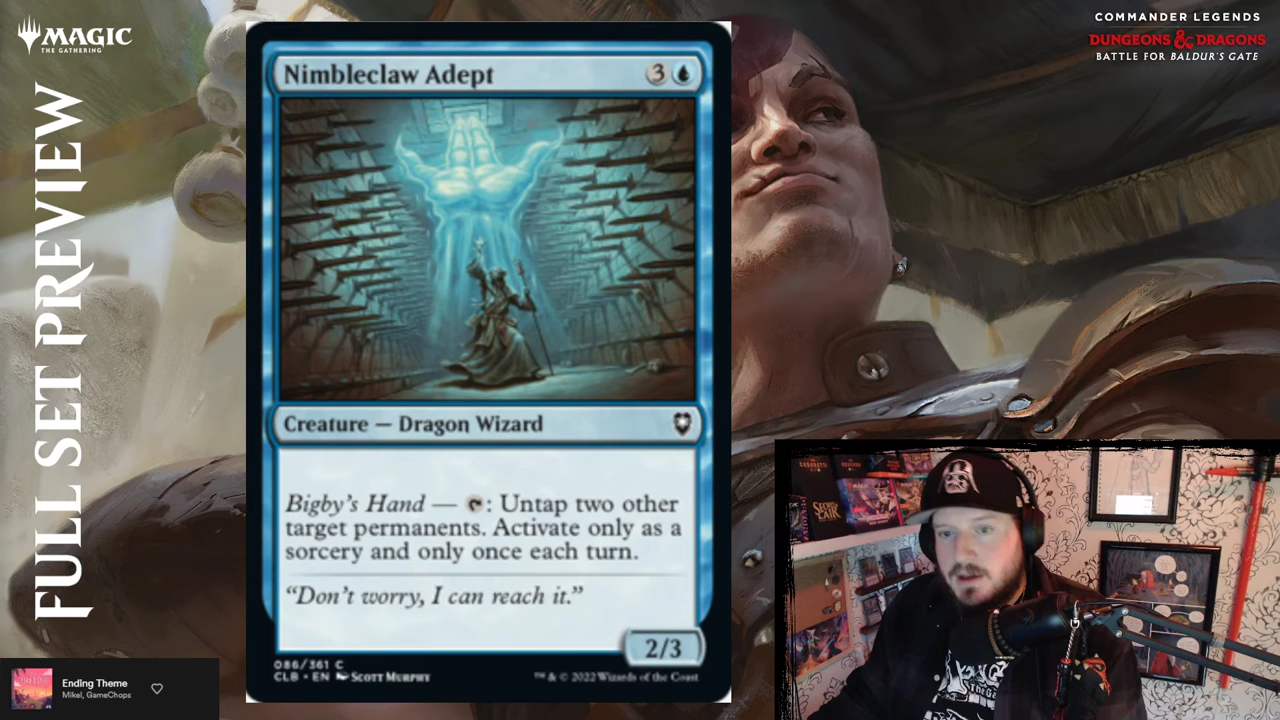 MAGIC
THE GATHERING
FULL SET PREVIEW
COMMANDER LEGENDS
DUNGEONS & DRAGONS
BATTLE FOR BALDUR'S GATE
Nimbleclaw Adept
3
Creature — Dragon Wizard
Bigby's Hand — : Untap two other
target permanents. Activate only as a
sorcery and only once each turn.
“Don't worry, I can reach it.”
2/3
086/361 C
CLB • EN SCOTT MURPHY
™ & © 2022 Wizards of the Coast
Ending Theme
Mikel, GameChops
SECRET
LAIR